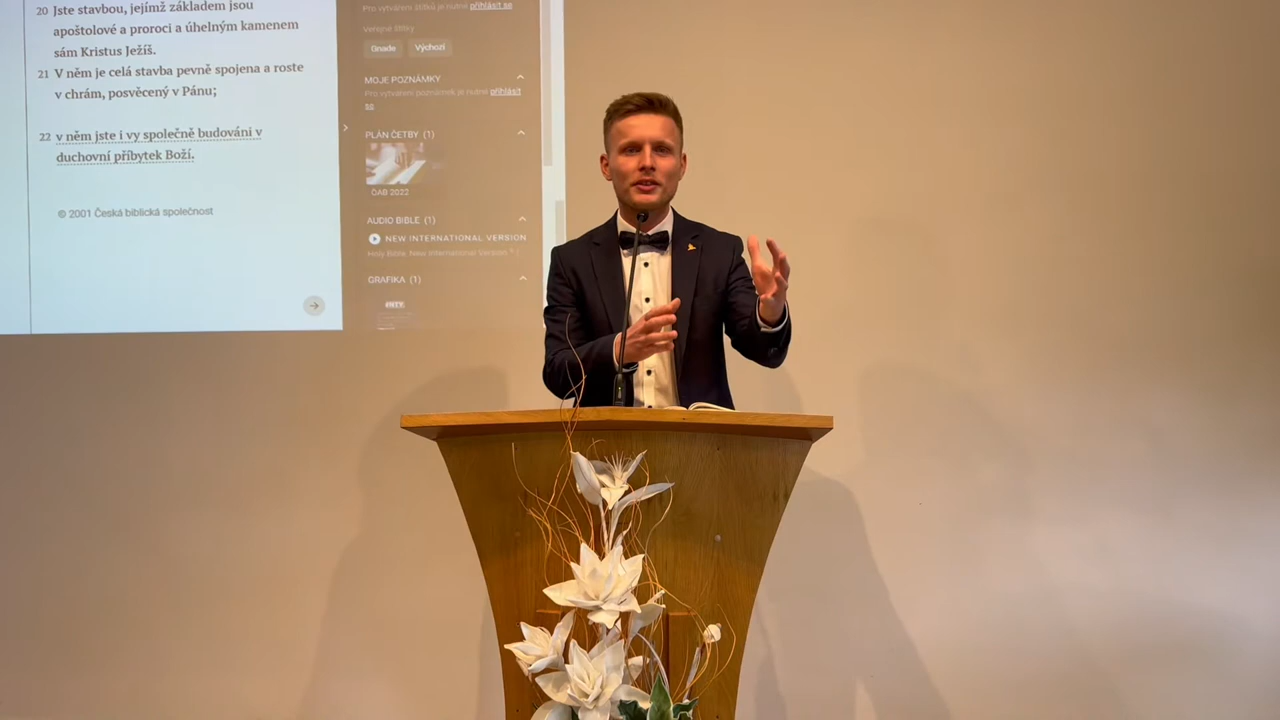 20 Jste stavbou, jejímž základem jsou
apoštolové a proroci a úhelným kamenem
sám Kristus Ježíš.
21 V něm je celá stavba pevně spojena a roste
v chrám, posvěcený v Pánu;
22 v něm jste i vy společně budováni v
duchovní příbytek Boží.
© 2001 Česká biblická společnost
Pro vytváření štítků je nutné přihlásit se
Veřejné štítky
Gnade Výchozí
MOJE POZNÁMKY
Pro vytváření poznámek je nutné přihlásit
se
PLÁN ČETBY (1)
ČAB 2022
AUDIO BIBLE (1)
NEW INTERNATIONAL VERSION
Holy Bible, New International Version
GRAFIKA (1)